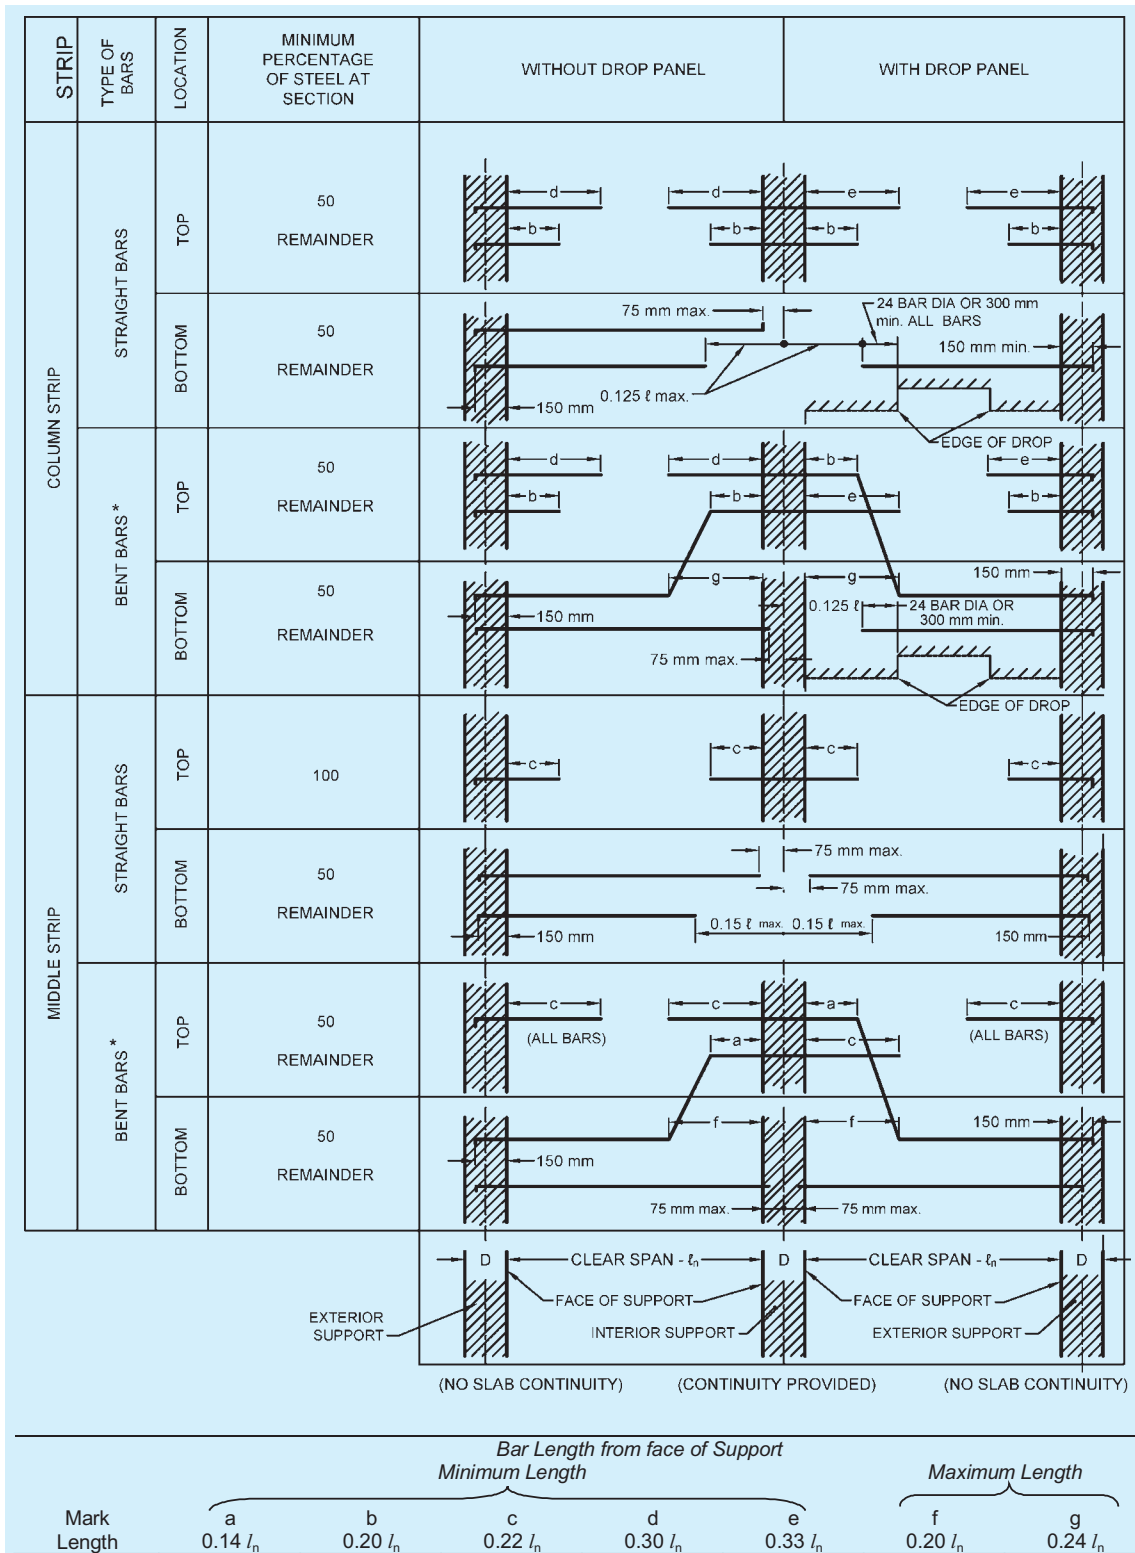 STRIP
TYPE OF BARS
LOCATION
MINIMUM
PERCENTAGE
OF STEEL AT
SECTION
WITHOUT DROP PANEL
WITH DROP PANEL
COLUMN STRIP
STRAIGHT BARS
TOP
50
REMAINDER
d d e e
b b b b
BOTTOM
50
REMAINDER
75 mm max.
24 BAR DIA OR 300 mm
min. ALL BARS
150 mm min.
0.125 ℓ max.
150 mm
EDGE OF DROP
BENT BARS*
TOP
50
REMAINDER
d d b e
b b e b
BOTTOM
50
REMAINDER
g g
150 mm
150 mm
0.125 ℓ
24 BAR DIA OR
300 mm min.
75 mm max.
EDGE OF DROP
MIDDLE STRIP
STRAIGHT BARS
TOP
100
c c c c
BOTTOM
50
REMAINDER
75 mm max.
75 mm max.
0.15 ℓ max. 0.15 ℓ max.
150 mm
150 mm
BENT BARS*
TOP
50
REMAINDER
c c a c
(ALL BARS)
(ALL BARS)
a c
BOTTOM
50
REMAINDER
f f
150 mm
150 mm
75 mm max.
75 mm max.
D CLEAR SPAN - ℓn D CLEAR SPAN - ℓn D
FACE OF SUPPORT
FACE OF SUPPORT
EXTERIOR
SUPPORT
INTERIOR SUPPORT
EXTERIOR SUPPORT
(NO SLAB CONTINUITY) (CONTINUITY PROVIDED) (NO SLAB CONTINUITY)
Bar Length from face of Support
Minimum Length Maximum Length
Mark a b c d e f g
Length 0.14 ln 0.20 ln 0.22 ln 0.30 ln 0.33 ln 0.20 ln 0.24 ln